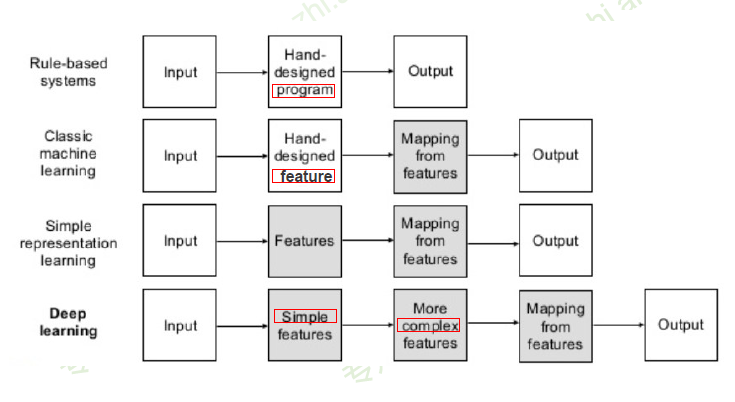 zhi.
hi a
Rule-based
systems
Input
Hand-
designed
program
Output
Classic
machine
learning
Input
Hand-
designed
feature
Mapping
from
features
Output
Simple
representation
learning
Input
Features
Mapping
from
features
Output
Deep
learning
Input
Simple
features
More
complex
features
Mapping
from
features
Output